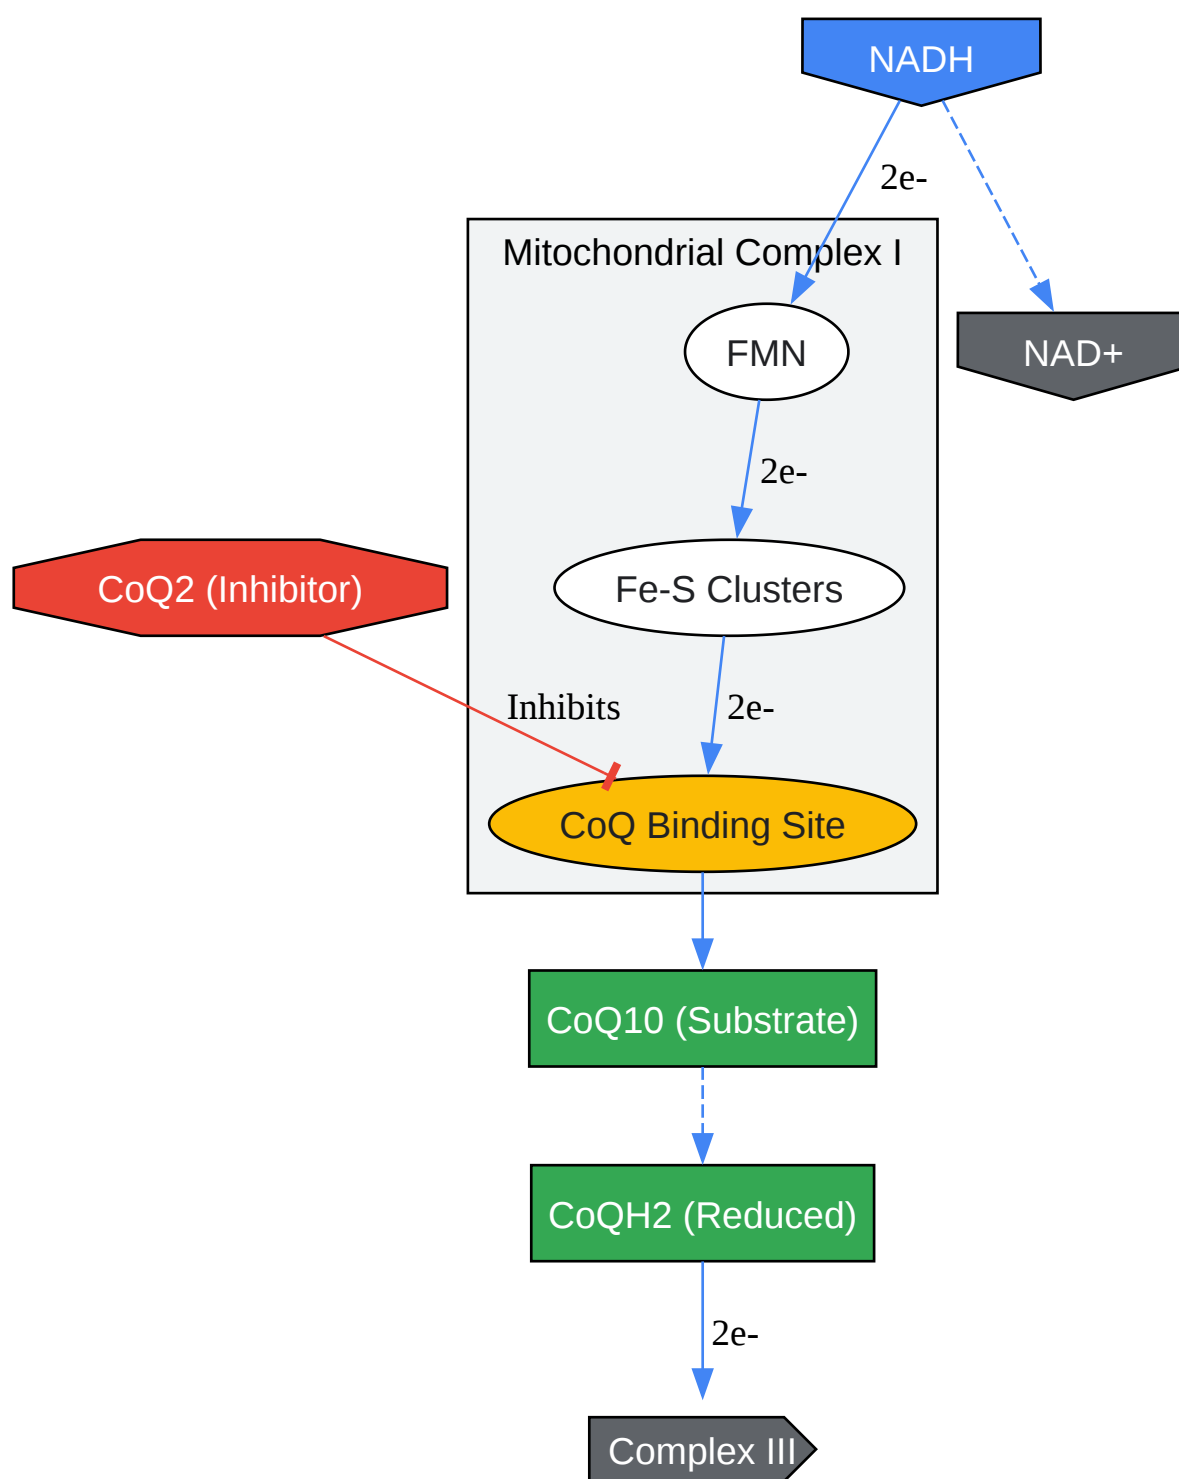 NADH
2e-
Mitochondrial Complex I
FMN
NAD+
2e-
CoQ2 (Inhibitor)
Fe-S Clusters
Inhibits
2e-
CoQ Binding Site
CoQ10 (Substrate)
CoQH2 (Reduced)
2e-
Complex III